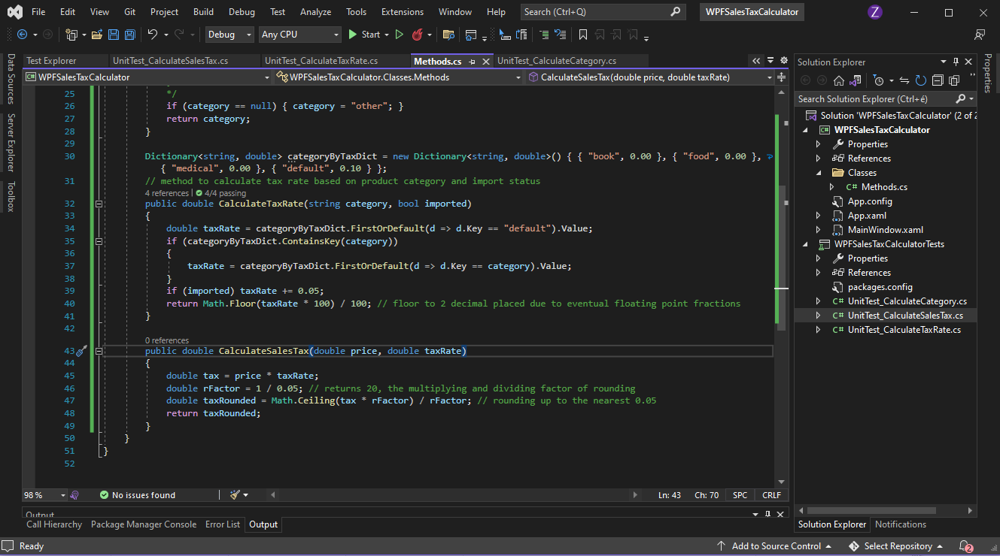 File Edit View Git Project Build Debug Test Analyze Tools Extensions Window Help Search (Ctrl+Q) WPFSalesTaxCalculator Z
Debug Any CPU Start
Test Explorer UnitTest_CalculateSalesTax.cs UnitTest_CalculateTaxRate.cs Methods.cs UnitTest_CalculateCategory.cs
WPFSalesTaxCalculator WPFSalesTaxCalculator.Classes.Methods CalculateSalesTax(double price, double taxRate)
Data Sources
Server Explorer
Toolbox
25 */
26 if (category == null) { category = "other"; }
27 return category;
28 }
29
30 Dictionary<string, double> categoryByTaxDict = new Dictionary<string, double>() { { "book", 0.00 }, { "food", 0.00 },
{ "medical", 0.00 }, { "default", 0.10 } };
31 // method to calculate tax rate based on product category and import status
4 references | 4/4 passing
32 public double CalculateTaxRate(string category, bool imported)
33 {
34 double taxRate = categoryByTaxDict.FirstOrDefault(d => d.Key == "default").Value;
35 if (categoryByTaxDict.ContainsKey(category))
36 {
37 taxRate = categoryByTaxDict.FirstOrDefault(d => d.Key == category).Value;
38 }
39 if (imported) taxRate += 0.05;
40 return Math.Floor(taxRate * 100) / 100; // floor to 2 decimal placed due to eventual floating point fractions
41 }
42
0 references
43 public double CalculateSalesTax(double price, double taxRate)
44 {
45 double tax = price * taxRate;
46 double rFactor = 1 / 0.05; // returns 20, the multiplying and dividing factor of rounding
47 double taxRounded = Math.Ceiling(tax * rFactor) / rFactor; // rounding up to the nearest 0.05
48 return taxRounded;
49 }
50 }
51 }
52
98 % No issues found Ln: 43 Ch: 70 SPC CRLF
Output
Call Hierarchy Package Manager Console Error List Output
Solution Explorer
Search Solution Explorer (Ctrl+é)
Solution 'WPFSalesTaxCalculator' (2 of 2
C# WPFSalesTaxCalculator
Properties
References
Classes
C# Methods.cs
App.config
App.xaml
MainWindow.xaml
WPFSalesTaxCalculatorTests
Properties
References
packages.config
C# UnitTest_CalculateCategory.cs
C# UnitTest_CalculateSalesTax.cs
C# UnitTest_CalculateTaxRate.cs
Solution Explorer Notifications
Properties
Ready Add to Source Control Select Repository 2